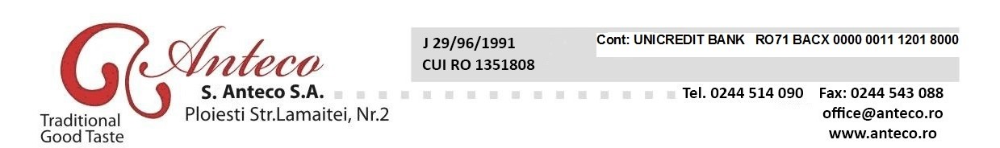 Anteco
S. Anteco S.A.
Ploiesti Str.Lamaitei, Nr.2
Traditional
Good Taste
J 29/96/1991
CUI RO 1351808
Cont: UNICREDIT BANK RO71 BACX 0000 0011 1201 8000
Tel. 0244 514 090 Fax: 0244 543 088
office@anteco.ro
www.anteco.ro